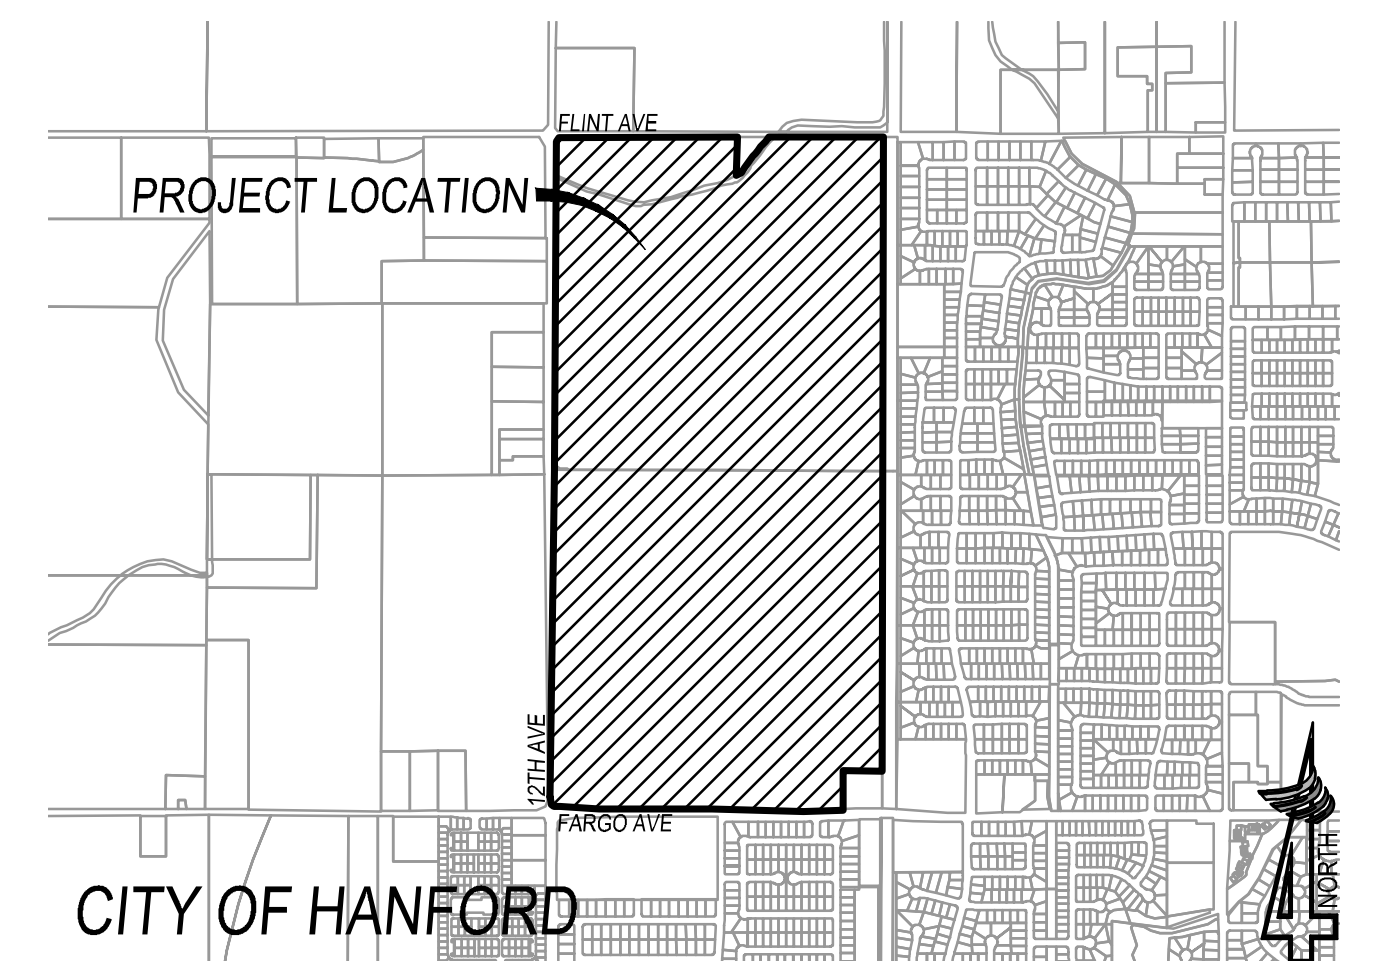 FLINT AVE
PROJECT LOCATION
12TH AVE
FARGO AVE
NORTH
CITY OF HANFORD